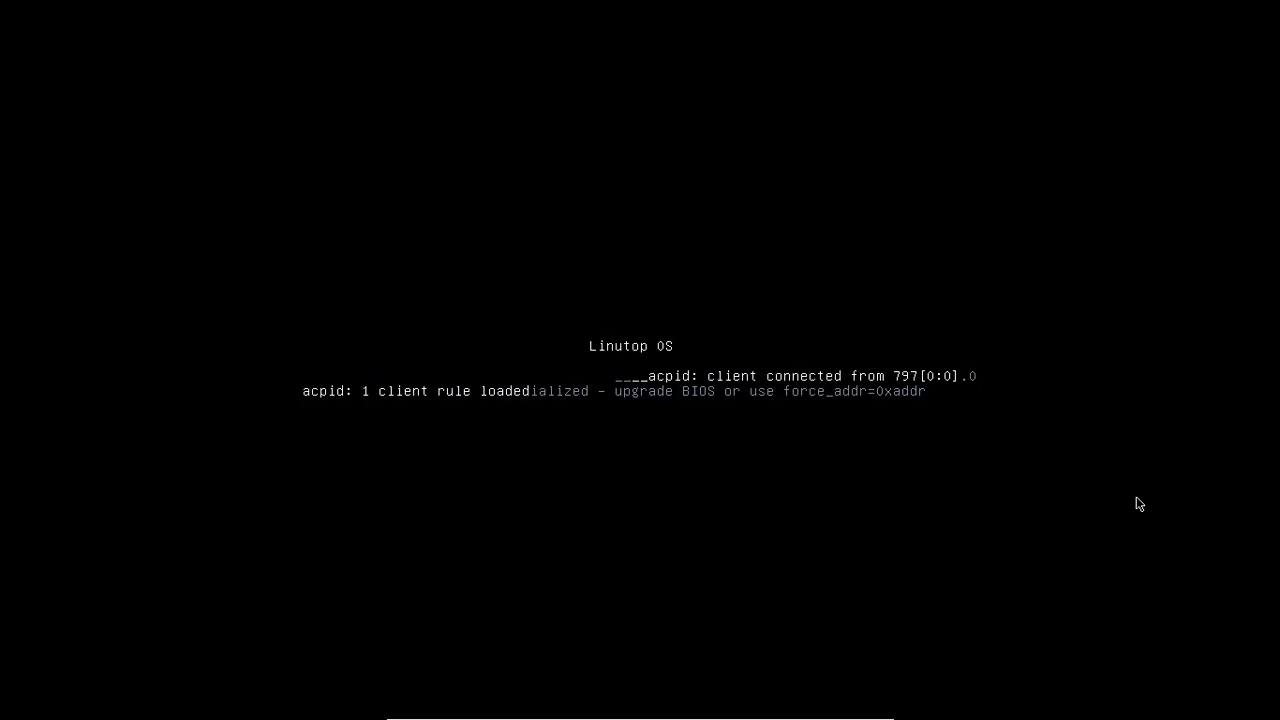 Linutop OS
____acpid: client connected from 797[0:0].0
acpid: 1 client rule loadedialized - upgrade BIOS or use force_addr=0xaddr